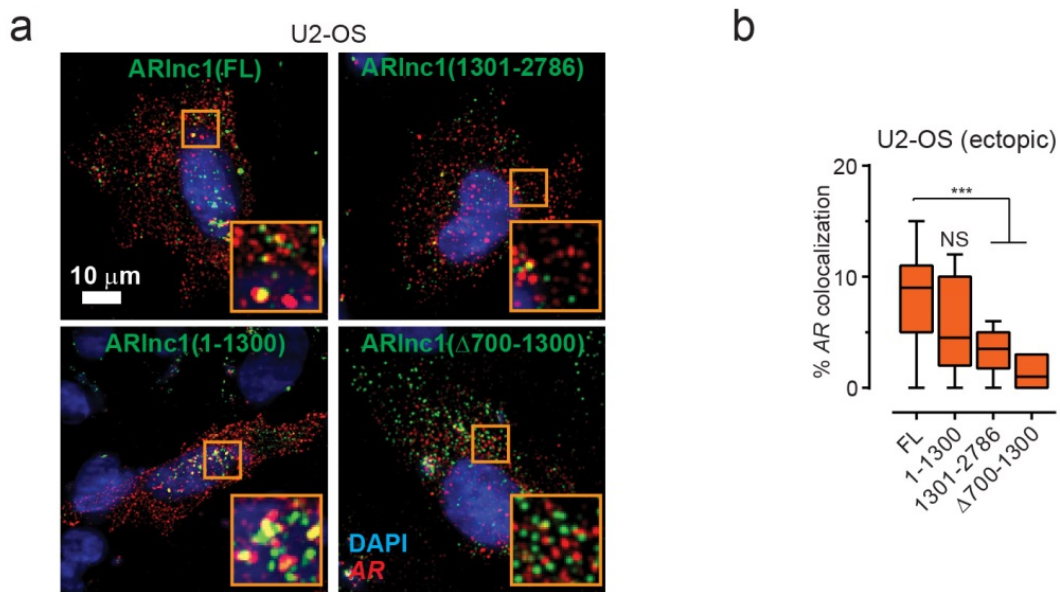 a
U2-OS
ARlnc1(FL)
ARlnc1(1301-2786)
10 μm
ARlnc1(1-1300)
ARlnc1(Δ700-1300)
DAPI
AR
b
U2-OS (ectopic)
% AR colocalization
20
10
0
***
NS
FL
1-1300
1301-2786
Δ700-1300